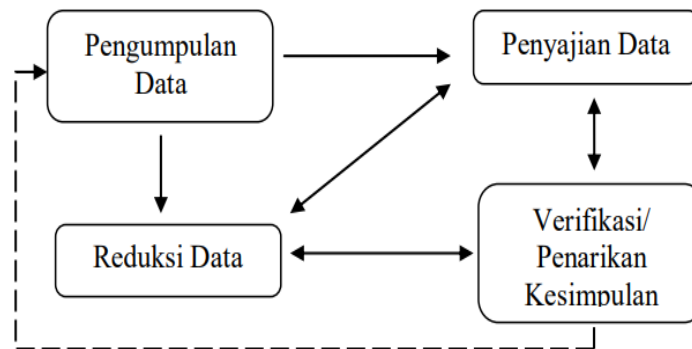 Pengumpulan
Data
Penyajian Data
Reduksi Data
Verifikasi/
Penarikan
Kesimpulan